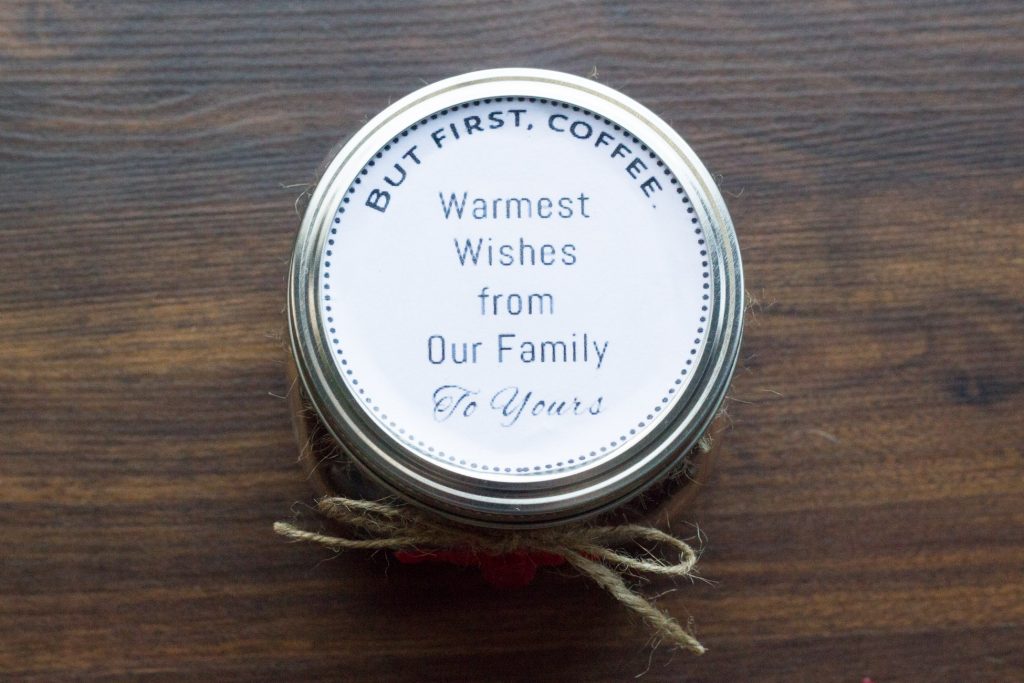 BUT FIRST, COFFEE.
Warmest
Wishes
from
Our Family
To Yours